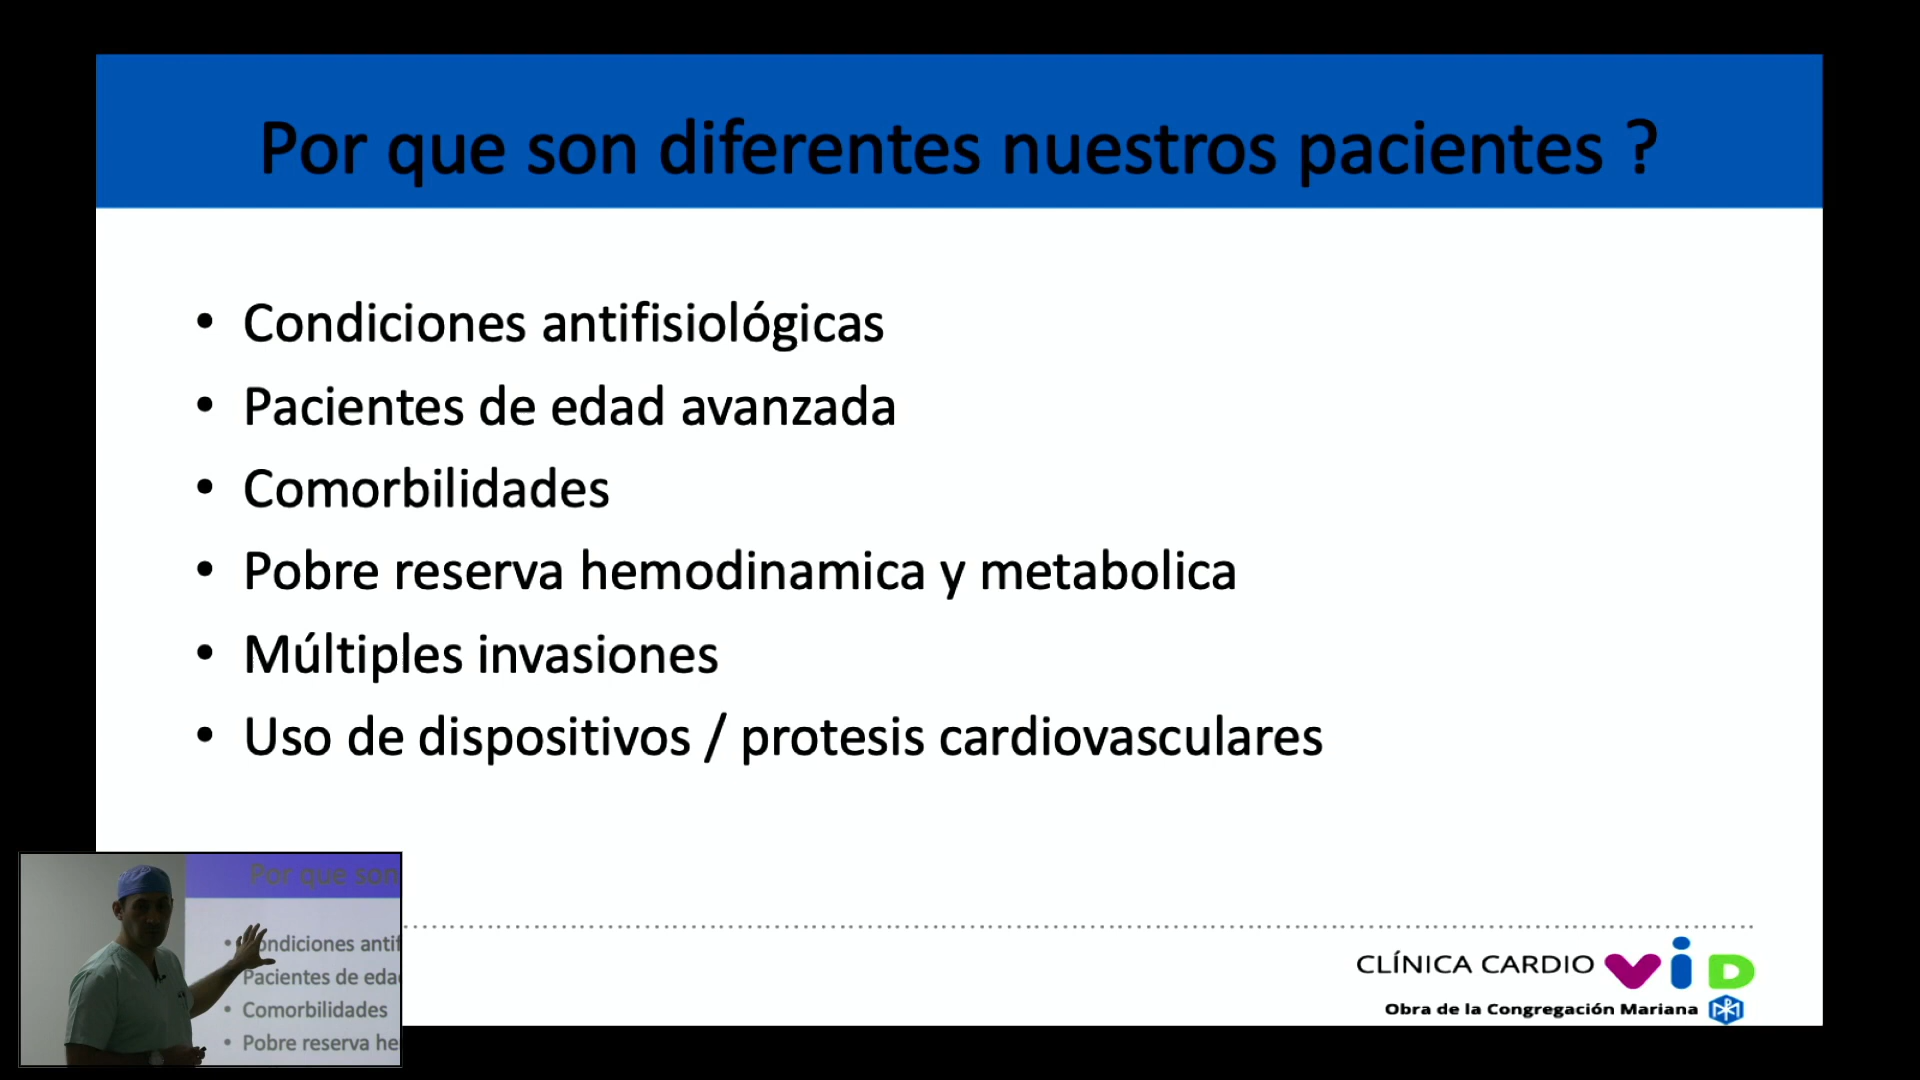 Por que son diferentes nuestros pacientes ?
• Condiciones antifisiológicas
• Pacientes de edad avanzada
• Comorbilidades
• Pobre reserva hemodinamica y metabolica
• Múltiples invasiones
• Uso de dispositivos / protesis cardiovasculares
Por que son
• ondiciones antif
Pacientes de eda
• Comorbilidades
• Pobre reserva he
CLÍNICA CARDIO ViD
Obra de la Congregación Mariana